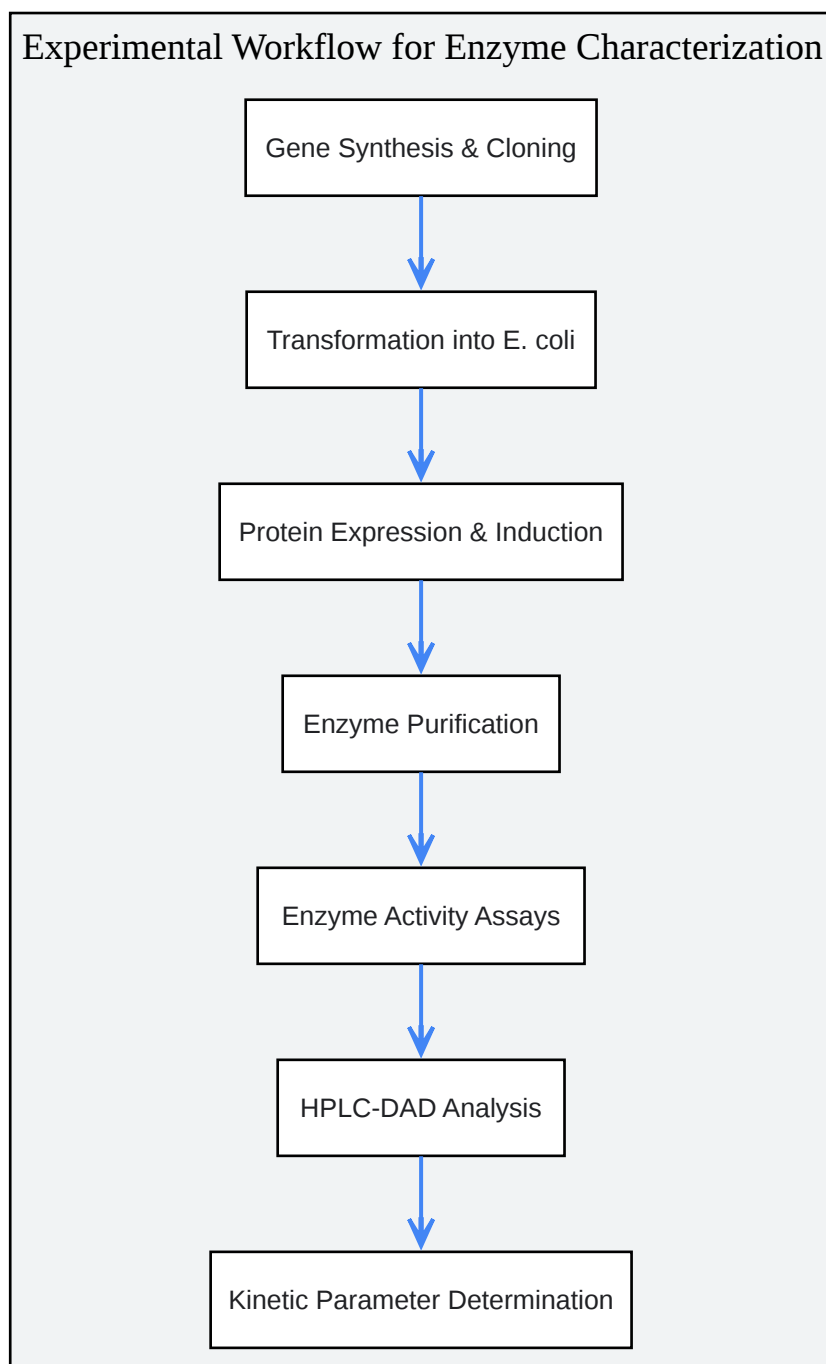 Experimental Workflow for Enzyme Characterization
Gene Synthesis & Cloning
Transformation into E. coli
Protein Expression & Induction
Enzyme Purification
Enzyme Activity Assays
HPLC-DAD Analysis
Kinetic Parameter Determination